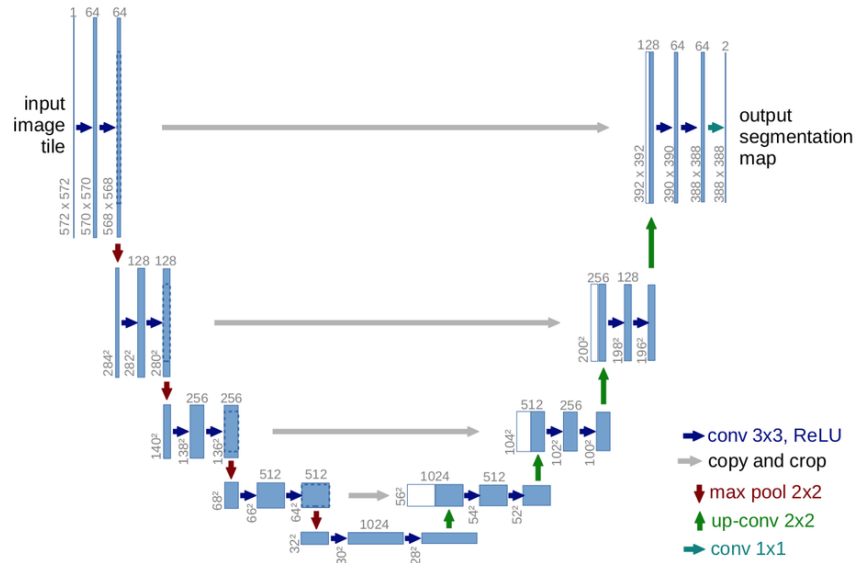 1
64
64
input
image
tile
572 x 572
570 x 570
568 x 568
128
64
64
2
output
segmentation
map
392 x 392
390 x 390
388 x 388
388 x 388
128
128
284²
282²
280²
256
128
200²
198²
196²
256
256
140²
138²
136²
512
256
104²
102²
100²
512
512
68²
66²
64²
1024
512
56²
54²
52²
1024
32²
30²
28²
conv 3x3, ReLU
copy and crop
max pool 2x2
up-conv 2x2
conv 1x1